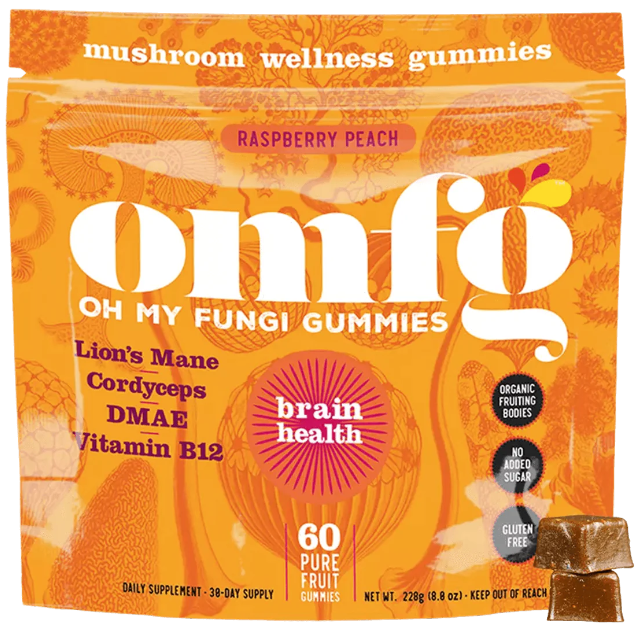 mushroom wellness gummies
RASPBERRY PEACH
omfg
OH MY FUNGI GUMMIES
Lion's Mane
Cordyceps
DMAE
Vitamin B12
brain
health
ORGANIC
FRUITING
BODIES
NO
ADDED
SUGAR
GLUTEN
FREE
60
PURE
FRUIT
GUMMIES
DAILY SUPPLEMENT · 30-DAY SUPPLY
NET WT. 228g (8.0 oz) · KEEP OUT OF REACH